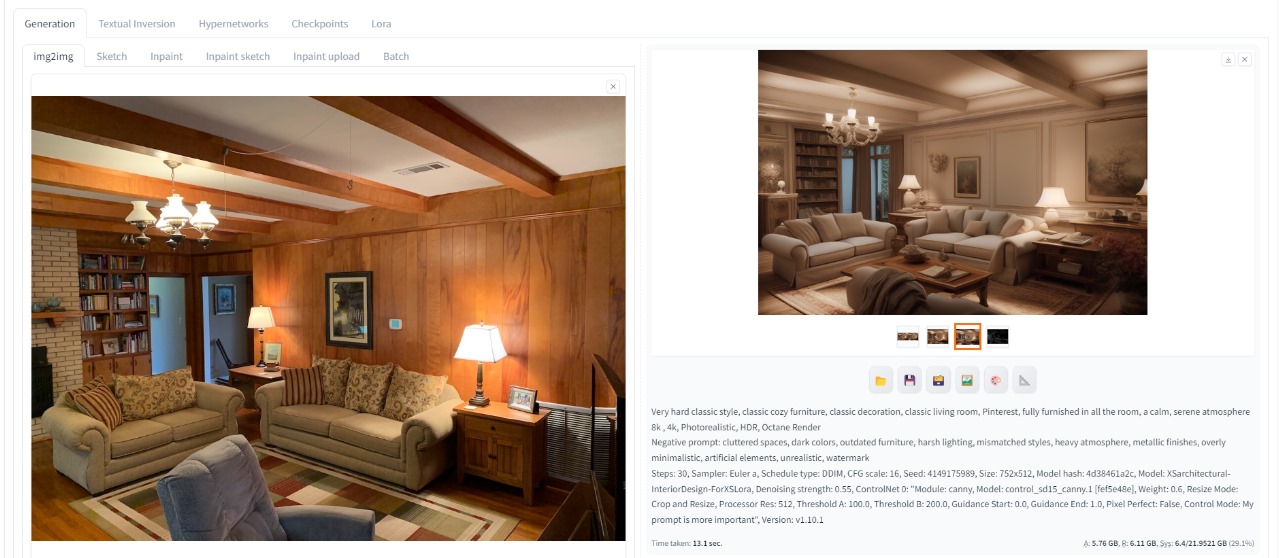 Generation Textual Inversion Hypernetworks Checkpoints Lora
img2img Sketch Inpaint Inpaint sketch Inpaint upload Batch
Very hard classic style, classic cozy furniture, classic decoration, classic living room, Pinterest, fully furnished in all the room, a calm, serene atmosphere
8k , 4k, Photorealistic, HDR, Octane Render
Negative prompt: cluttered spaces, dark colors, outdated furniture, harsh lighting, mismatched styles, heavy atmosphere, metallic finishes, overly
minimalistic, artificial elements, unrealistic, watermark
Steps: 30, Sampler: Euler a, Schedule type: DDIM, CFG scale: 16, Seed: 4149175989, Size: 752x512, Model hash: 4d38461a2c, Model: XSarchitectural-
InteriorDesign-ForXSLora, Denoising strength: 0.55, ControlNet 0: "Module: canny, Model: control_sd15_canny.1 [fef5e48e], Weight: 0.6, Resize Mode:
Crop and Resize, Processor Res: 512, Threshold A: 100.0, Threshold B: 200.0, Guidance Start: 0.0, Guidance End: 1.0, Pixel Perfect: False, Control Mode: My
prompt is more important", Version: v1.10.1
Time taken: 13.1 sec. A: 5.76 GB, R: 6.11 GB, Sys: 6.4/21.9521 GB (29.1%)